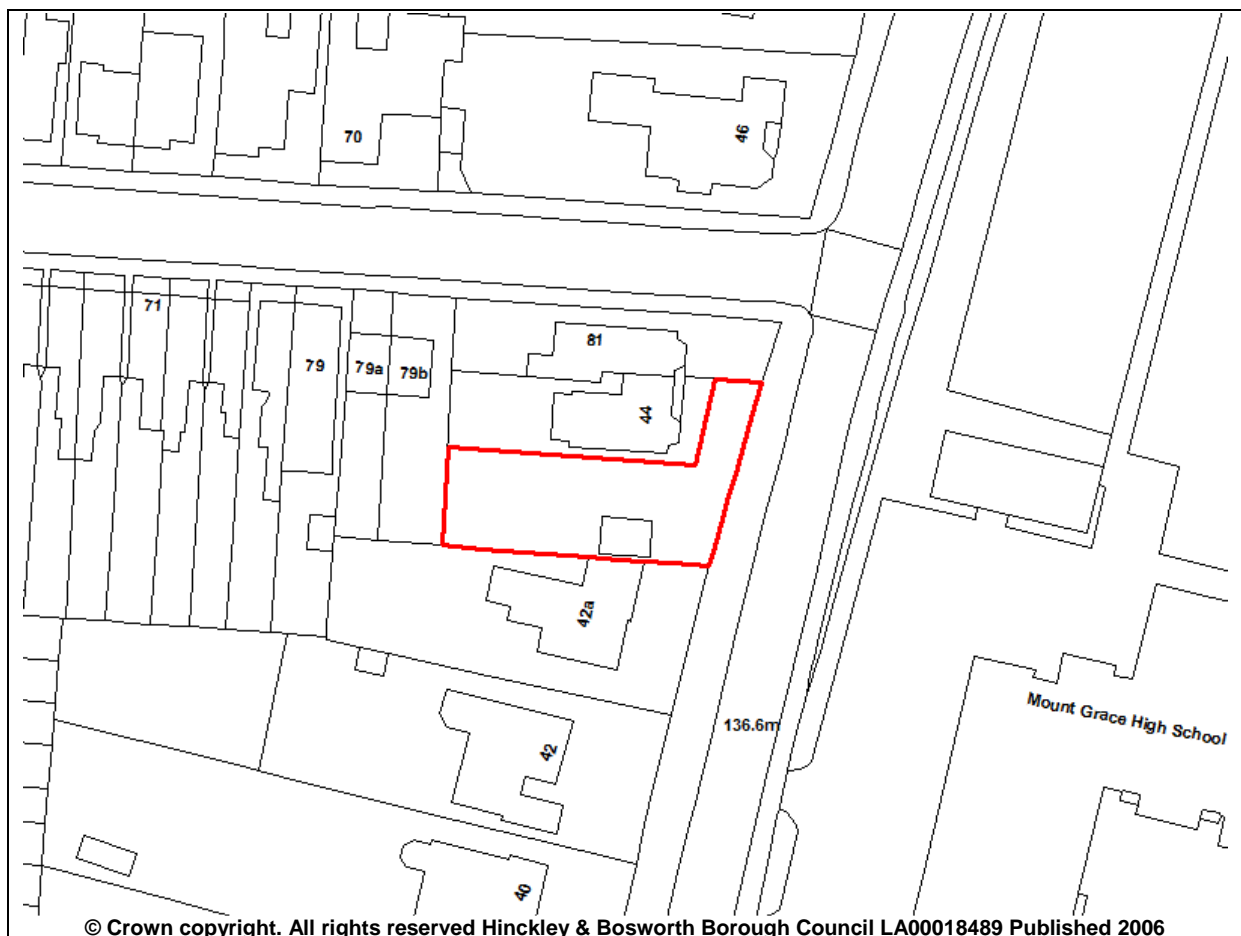 70
46
71
81
79
79a
79b
44
42a
136.6m
Mount Grace High School
42
40
© Crown copyright. All rights reserved Hinckley & Bosworth Borough Council LA00018489 Published 2006